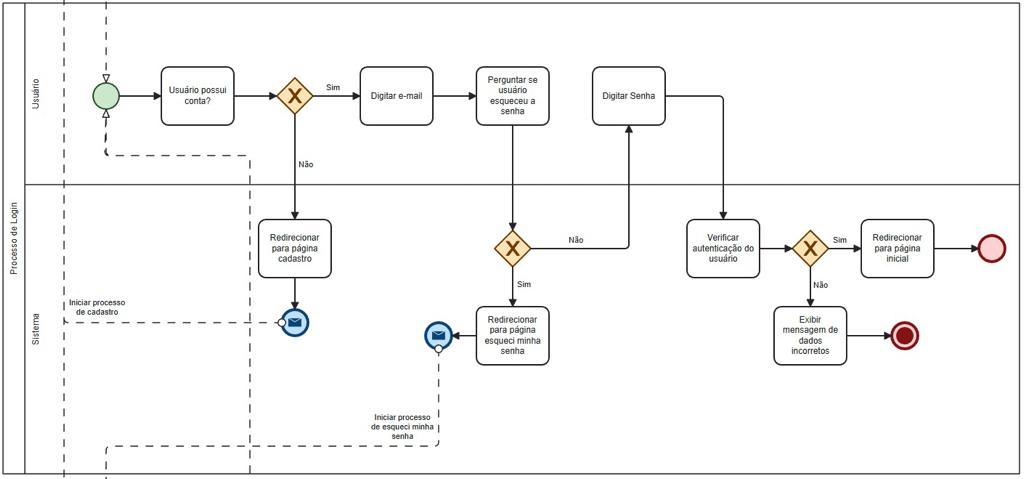 Processo de Login
Usuário
Usuário possui
conta?
Sim
Digitar e-mail
Perguntar se
usuário
esqueceu a
senha
Digitar Senha
Não
Sistema
Redirecionar
para página
cadastro
Iniciar processo
de cadastro
Não
Sim
Redirecionar
para página
esqueci minha
senha
Iniciar processo
de esqueci minha
senha
Verificar
autenticação do
usuário
Sim
Redirecionar
para página
inicial
Não
Exibir
mensagem de
dados
incorretos